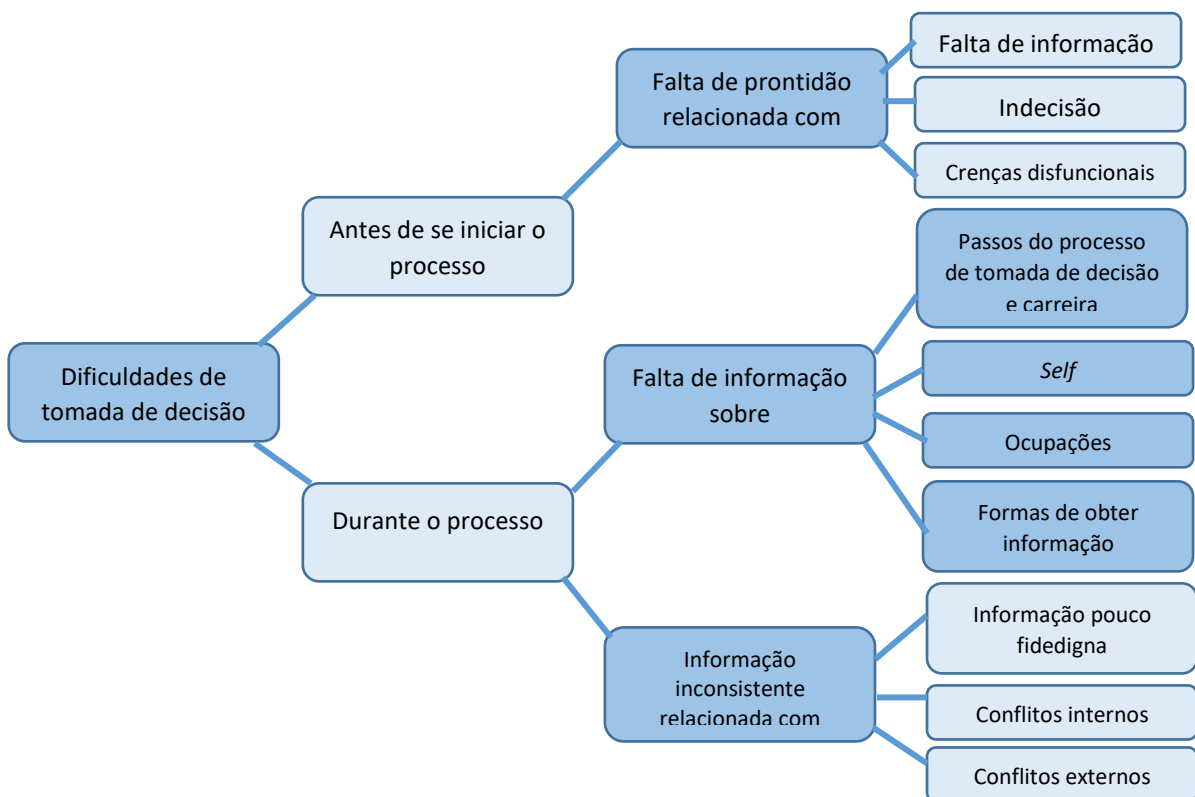 Falta de informação
Falta de prontidão
relacionada com
Indecisão
Crenças disfuncionais
Antes de se iniciar o
processo
Passos do processo
de tomada de decisão
e carreira
Dificuldades de
tomada de decisão
Falta de informação
sobre
Self
Ocupações
Durante o processo
Formas de obter
informação
Informação pouco
fidedigna
Informação
inconsistente
relacionada com
Conflitos internos
Conflitos externos